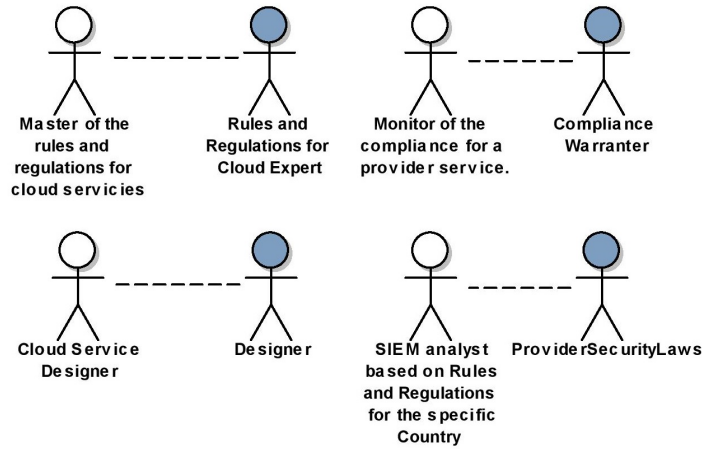 Master of the
rules and
regulations for
cloud servicies
Rules and
Regulations for
Cloud Expert
Monitor of the
compliance for a
provider service.
Compliance
Warranter
Cloud Service
Designer
Designer
SIEM analyst
based on Rules
and Regulations
for the specific
Country
ProviderSecurityLaws